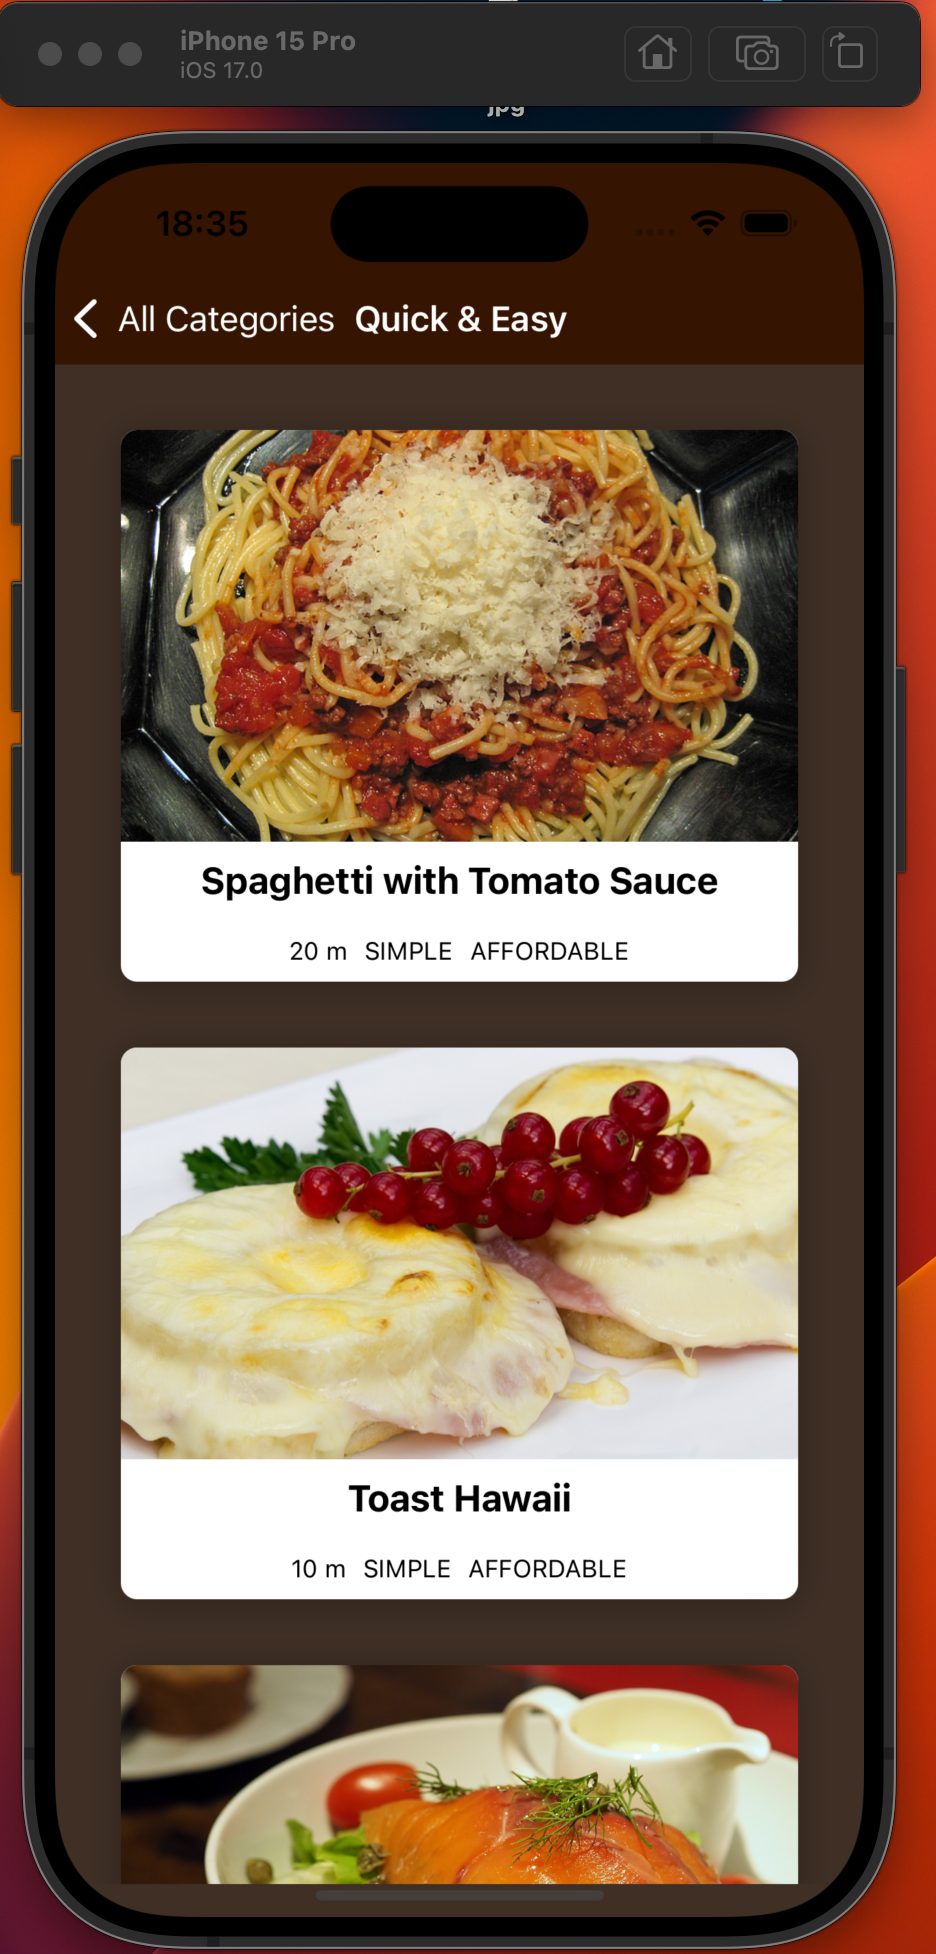 iPhone 15 Pro
iOS 17.0
jpg
18:35
All Categories Quick & Easy
Spaghetti with Tomato Sauce
20 m SIMPLE AFFORDABLE
Toast Hawaii
10 m SIMPLE AFFORDABLE